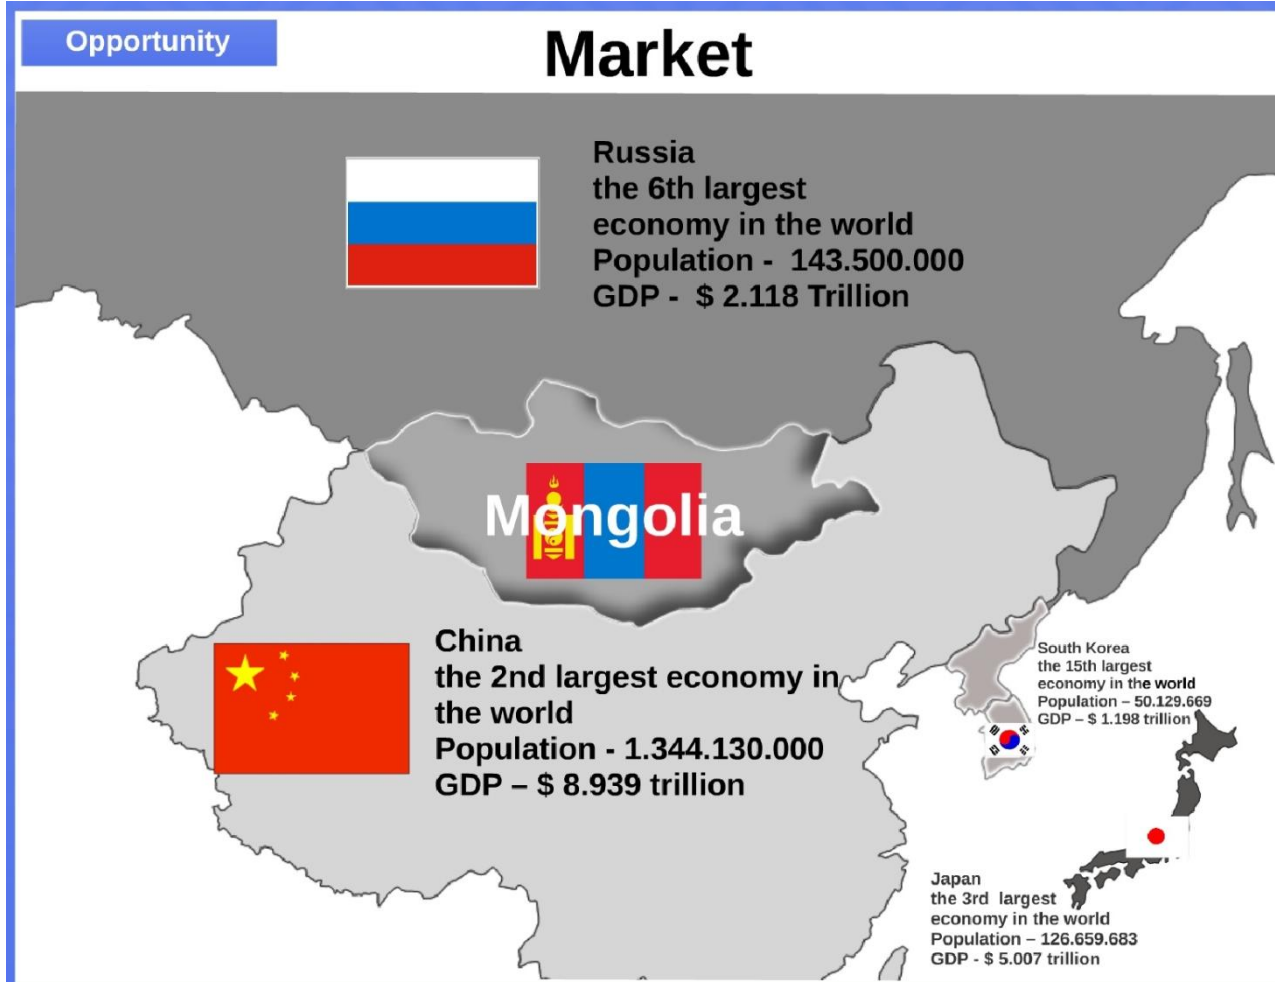 Opportunity
Market
Russia
the 6th largest
economy in the world
Population -  143.500.000
GDP -  $ 2.118 Trillion
Mongolia
China
the 2nd largest economy in
the world
Population - 1.344.130.000
GDP – $ 8.939 trillion
South Korea
the 15th largest
economy in the world
Population – 50.129.669
GDP – $ 1.198 trillion
Japan
the 3rd  largest
economy in the world
Population – 126.659.683
GDP - $ 5.007 trillion